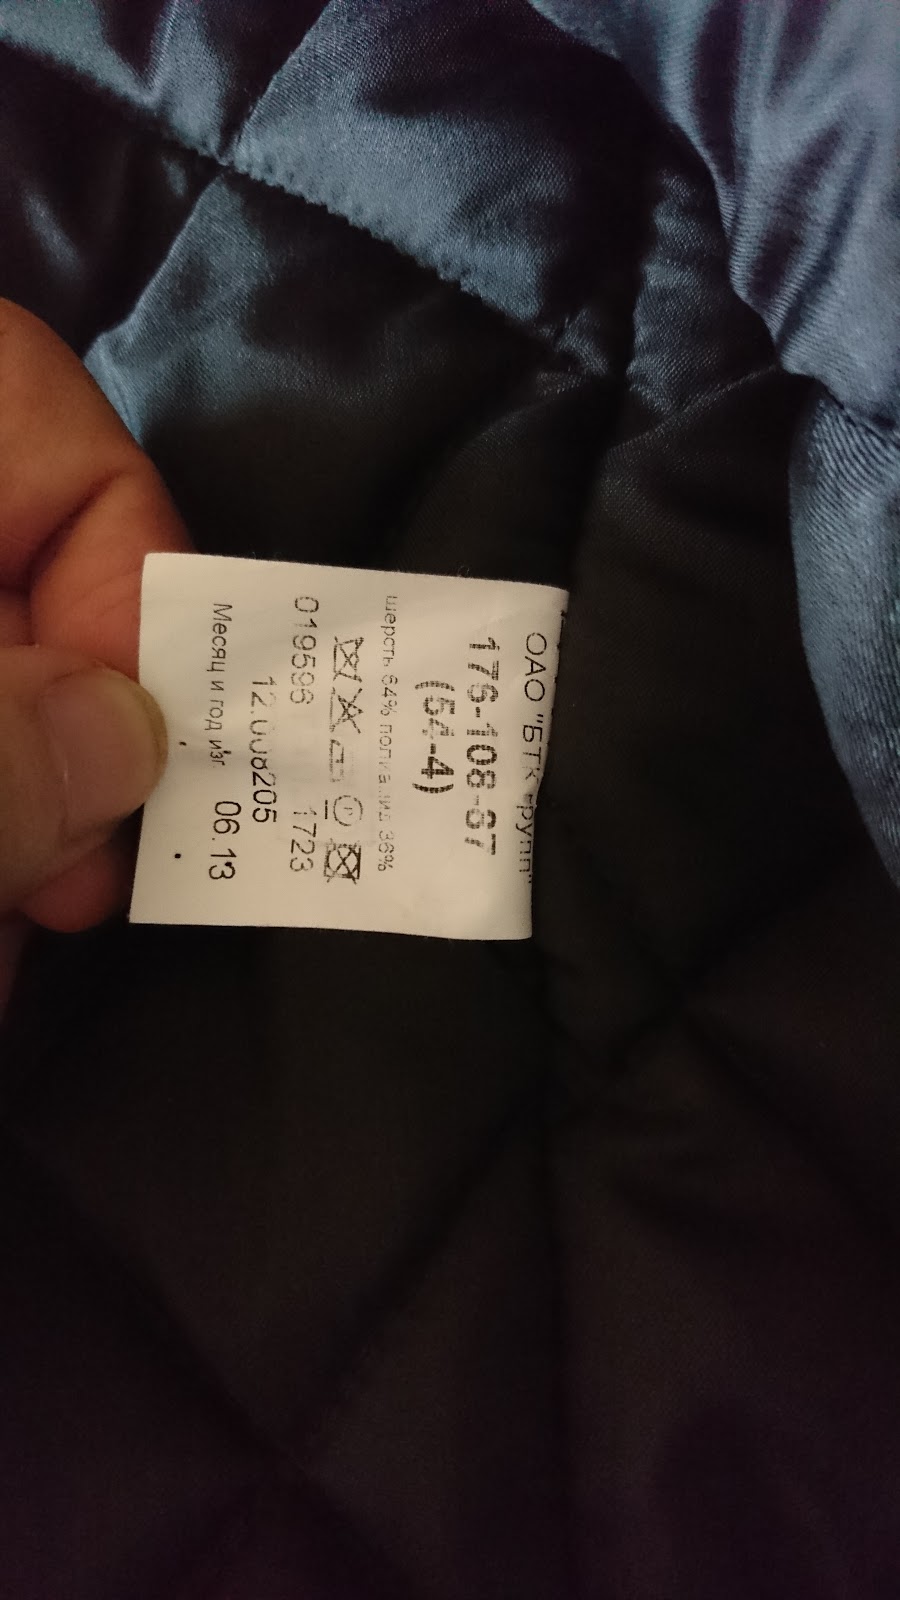 ОАО "БТК групп"
176-108-
(54-4)
шерсть 64% полиамид 36%
019596 1723
12.008205
Месяц и год изг. 06.13